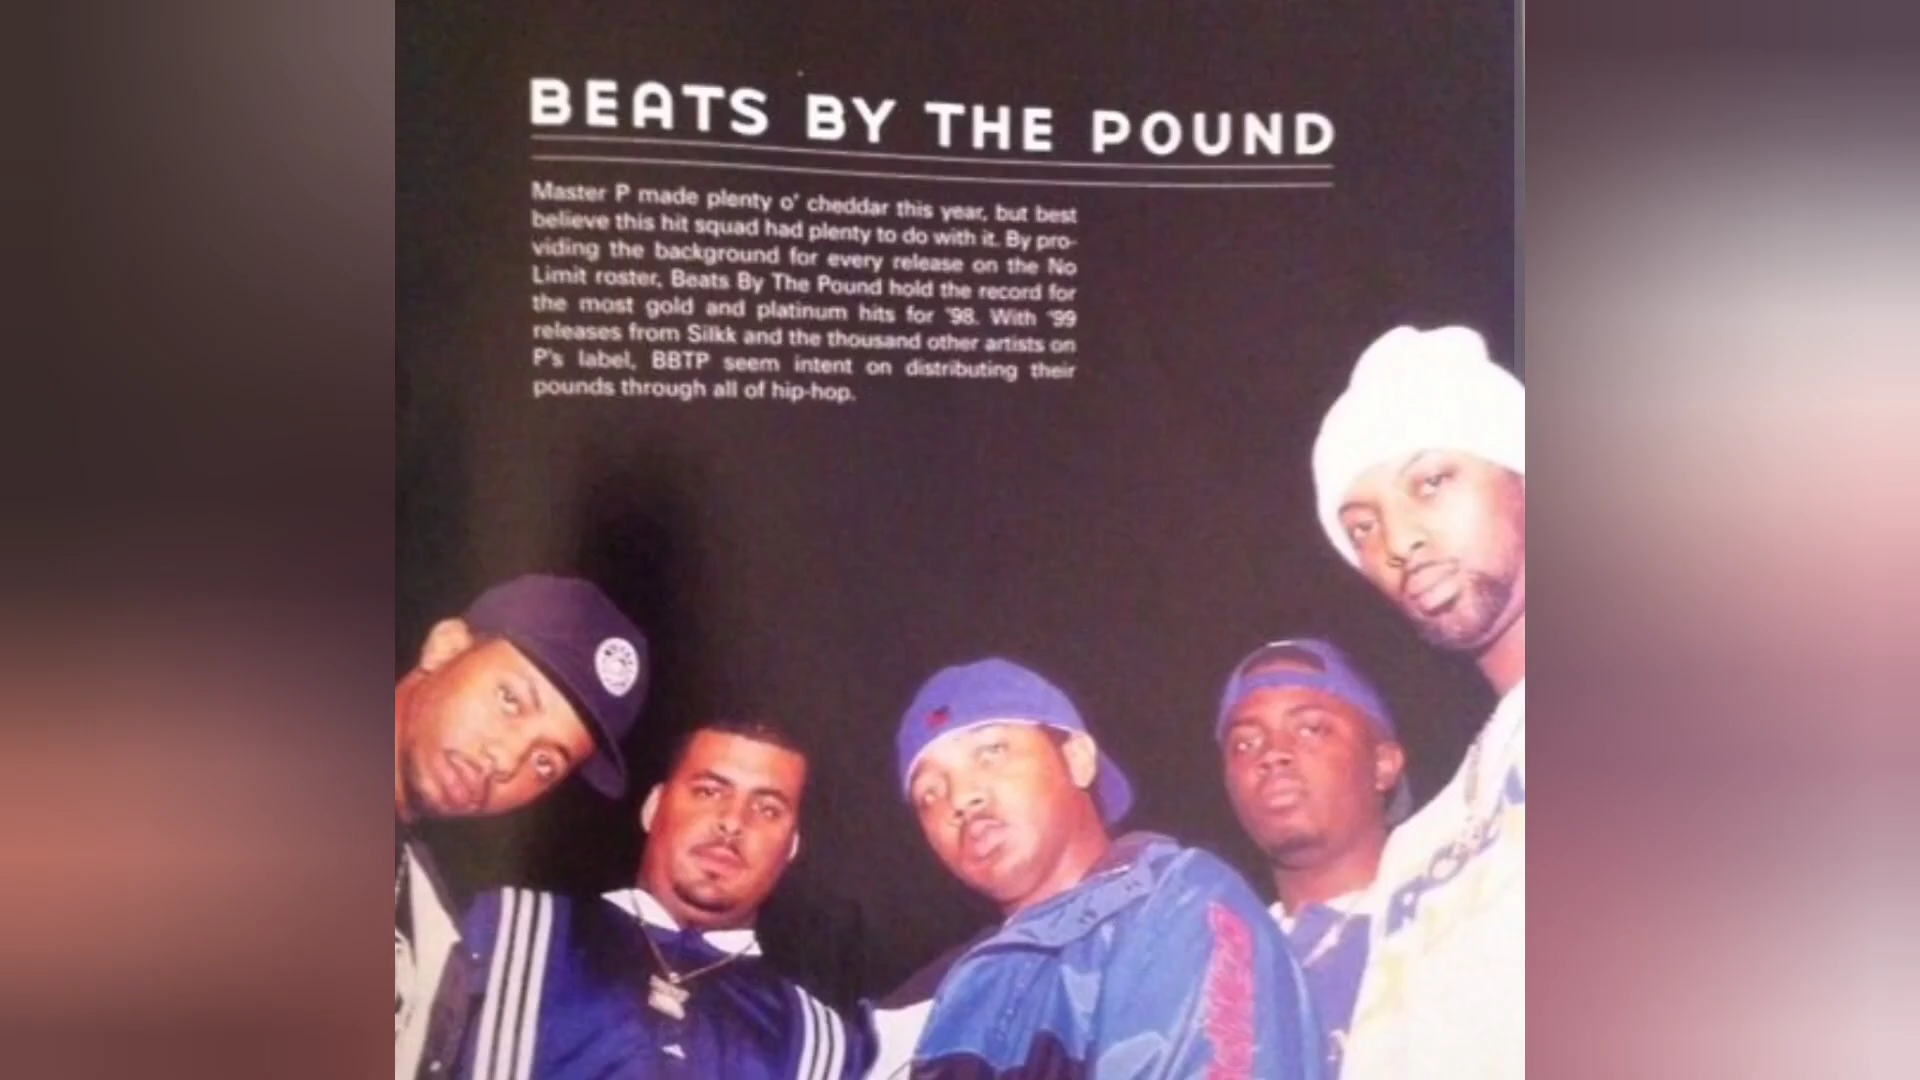 BEATS BY THE POUND
Master P made plenty o' cheddar this year, but best
believe this hit squad had plenty to do with it. By pro-
viding the background for every release on the No
Limit roster, Beats By The Pound hold the record for
the most gold and platinum hits for '98. With '99
releases from Silkk and the thousand other artists on
P's label, BBTP seem intent on distributing their
pounds through all of hip-hop.